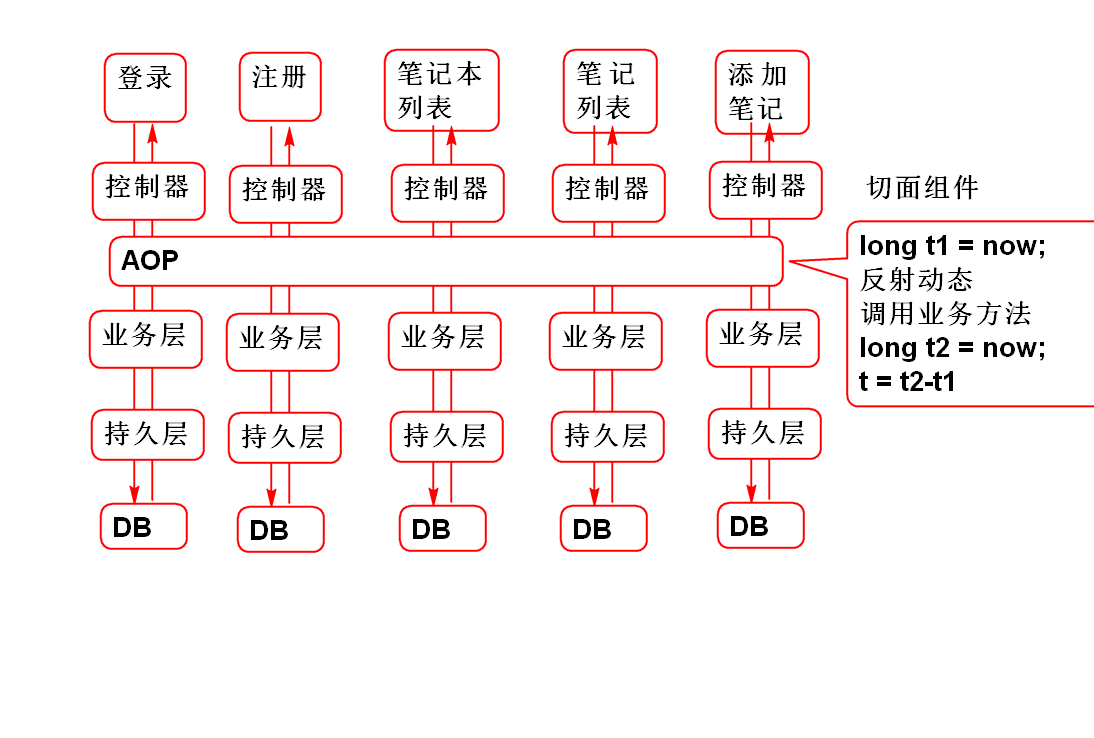 登录
注册
笔记本
列表
笔记
列表
添加
笔记
控制器
控制器
控制器
控制器
控制器
切面组件
AOP
long t1 = now;
反射动态
调用业务方法
long t2 = now;
t = t2-t1
业务层
业务层
业务层
业务层
业务层
持久层
持久层
持久层
持久层
持久层
DB
DB
DB
DB
DB